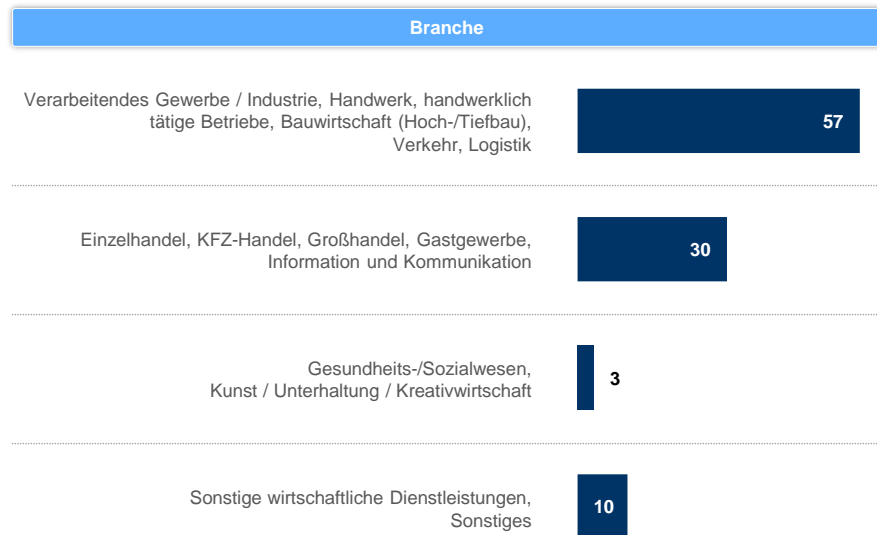 Branche
Verarbeitendes Gewerbe / Industrie, Handwerk, handwerklich
tätige Betriebe, Bauwirtschaft (Hoch-/Tiefbau),
Verkehr, Logistik
57
Einzelhandel, KFZ-Handel, Großhandel, Gastgewerbe,
Information und Kommunikation
30
Gesundheits-/Sozialwesen,
Kunst / Unterhaltung / Kreativwirtschaft
3
Sonstige wirtschaftliche Dienstleistungen,
Sonstiges
10